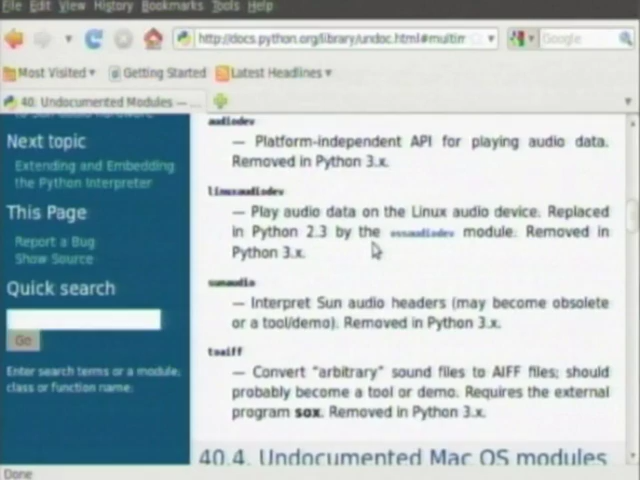 File Edit View History Bookmarks Tools Help
http://docs.python.org/library/undoc.html#multim
Google
Most Visited
Getting Started
Latest Headlines
40. Undocumented Modules — ...
Next topic
Extending and Embedding
the Python Interpreter
This Page
Report a Bug
Show Source
Quick search
Go
Enter search terms or a module,
class or function name.
audiodev
— Platform-independent API for playing audio data.
Removed in Python 3.x.
linuxaudiodev
— Play audio data on the Linux audio device. Replaced
in Python 2.3 by the ossaudiodev module. Removed in
Python 3.x.
sunaudio
— Interpret Sun audio headers (may become obsolete
or a tool/demo). Removed in Python 3.x.
toaiff
— Convert “arbitrary” sound files to AIFF files; should
probably become a tool or demo. Requires the external
program sox. Removed in Python 3.x.
40.4. Undocumented Mac OS modules
Done